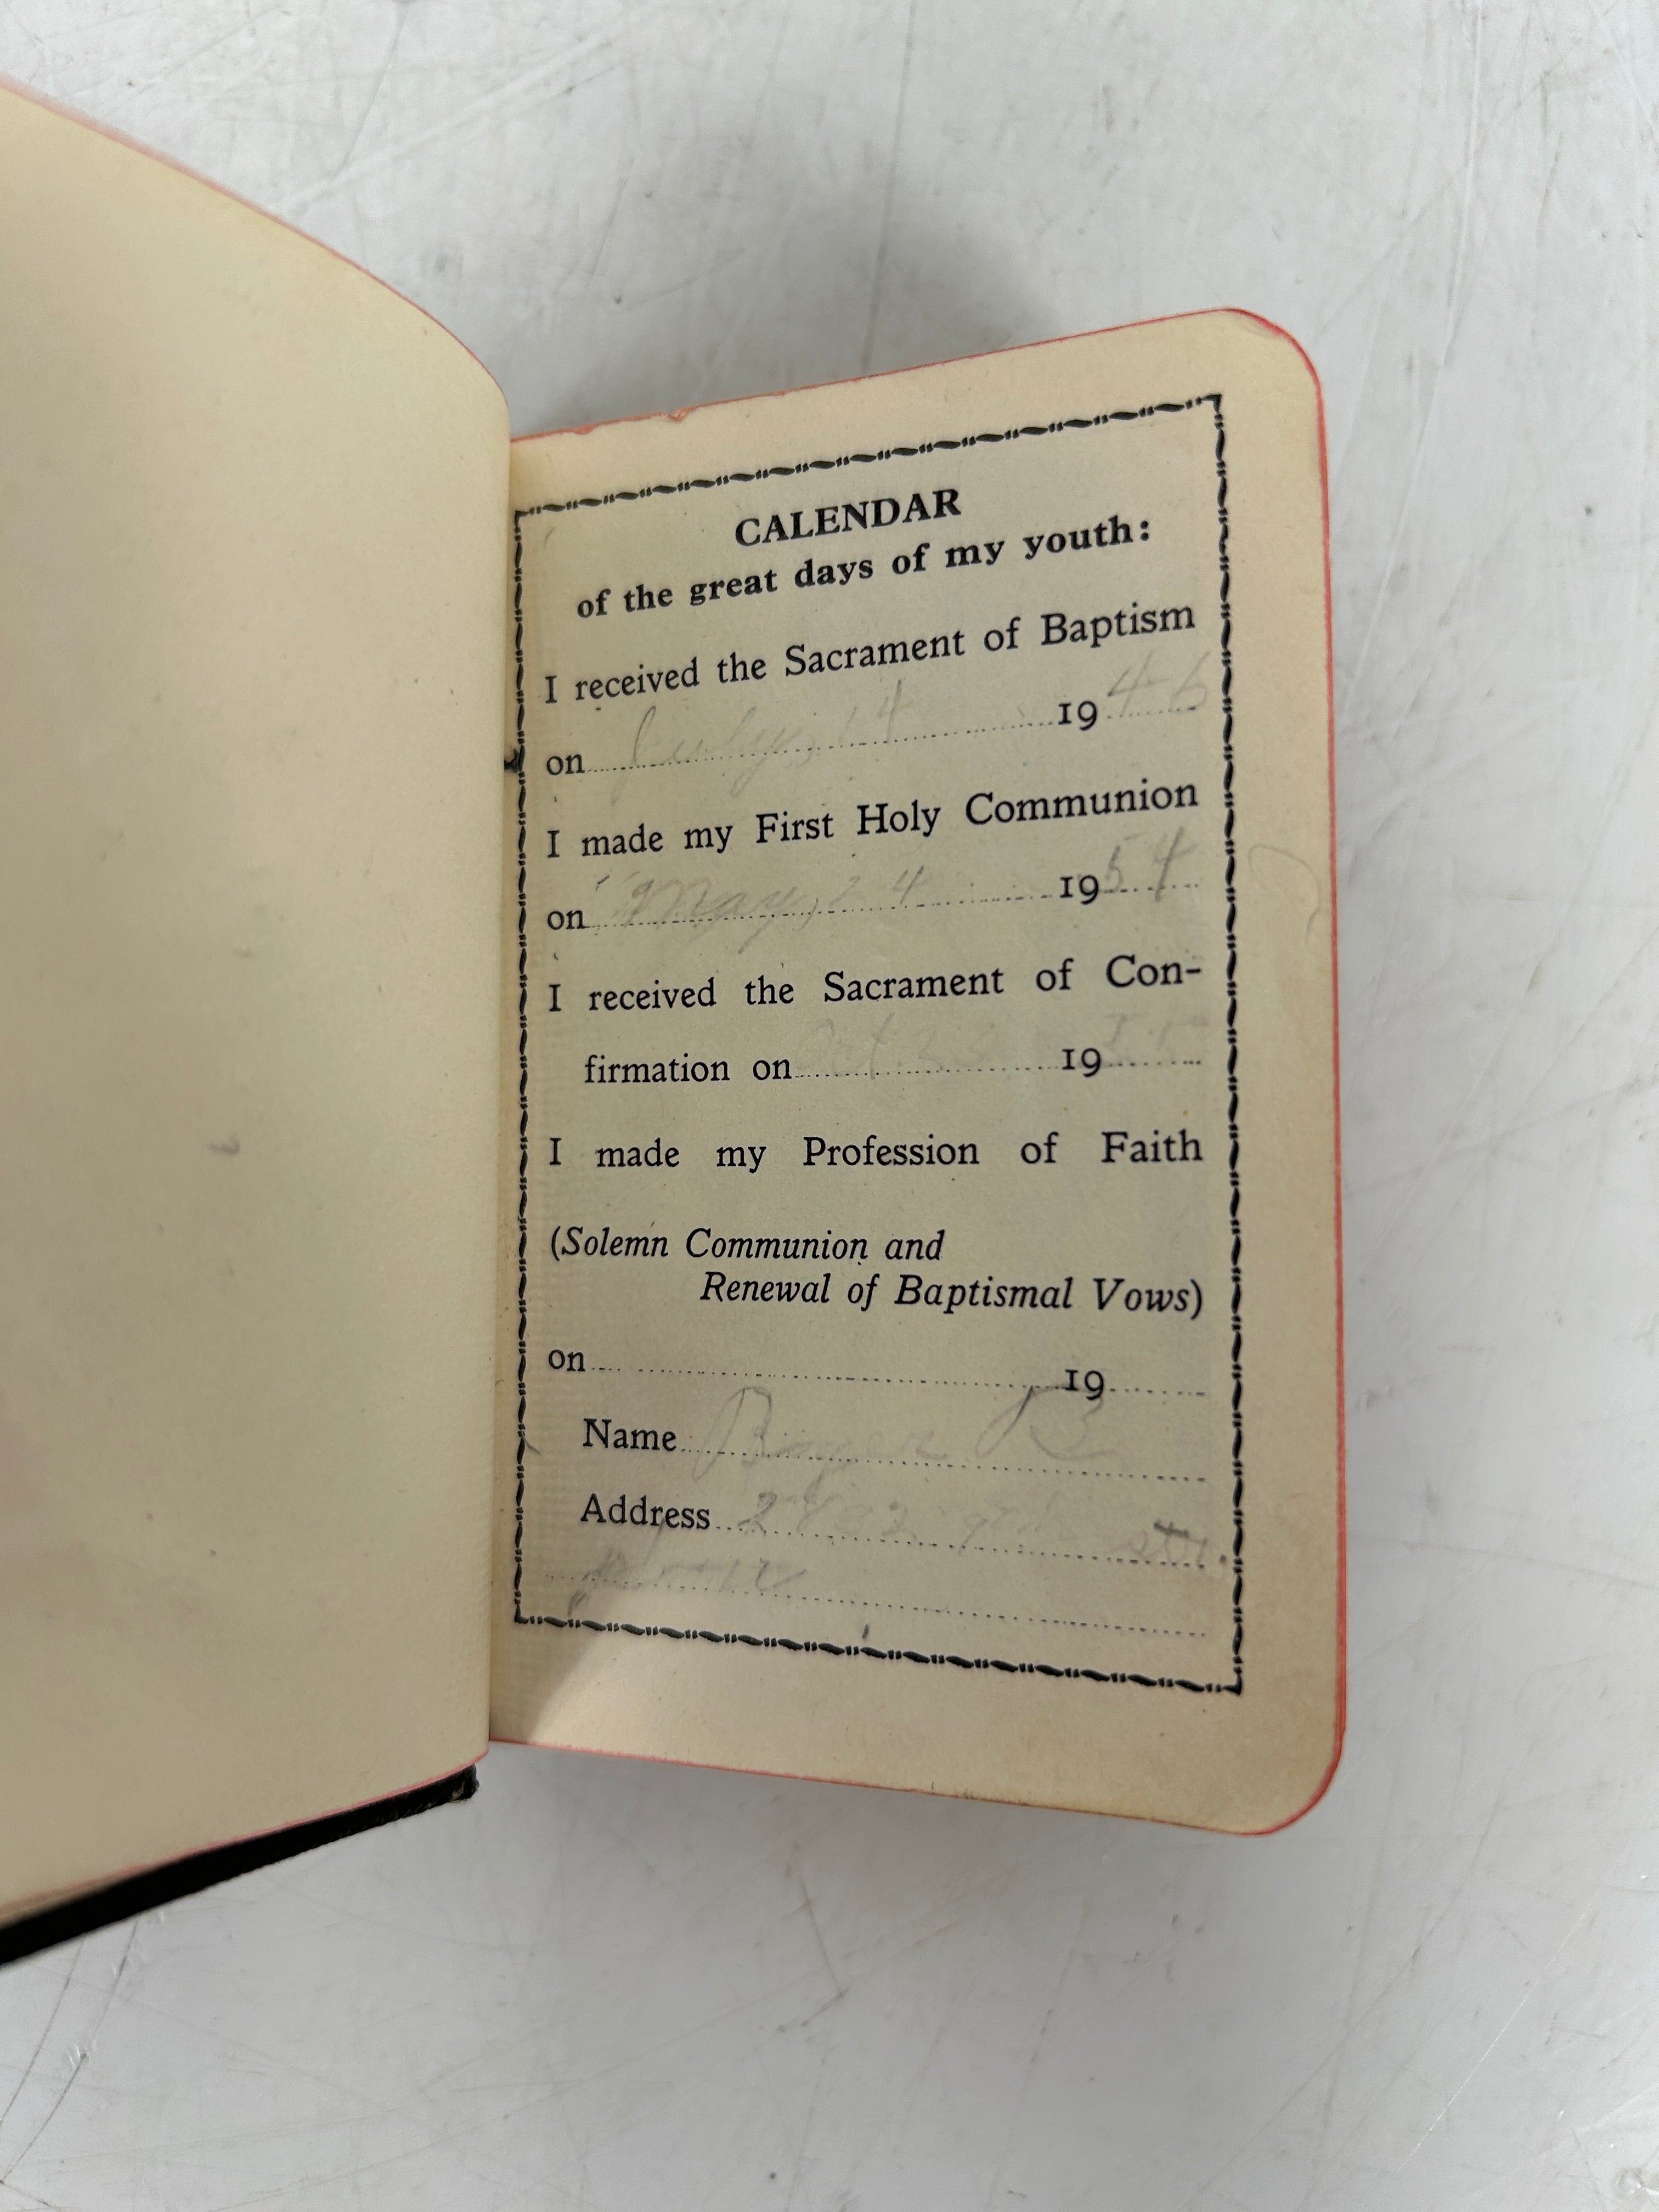 CALENDAR
of the great days of my youth:
I received the Sacrament of Baptism
on July, 14 1946
I made my First Holy Communion
on May, 24 1954
I received the Sacrament of Con-
firmation on 19
I made my Profession of Faith
(Solemn Communion and
Renewal of Baptismal Vows)
on 19
Name
Address